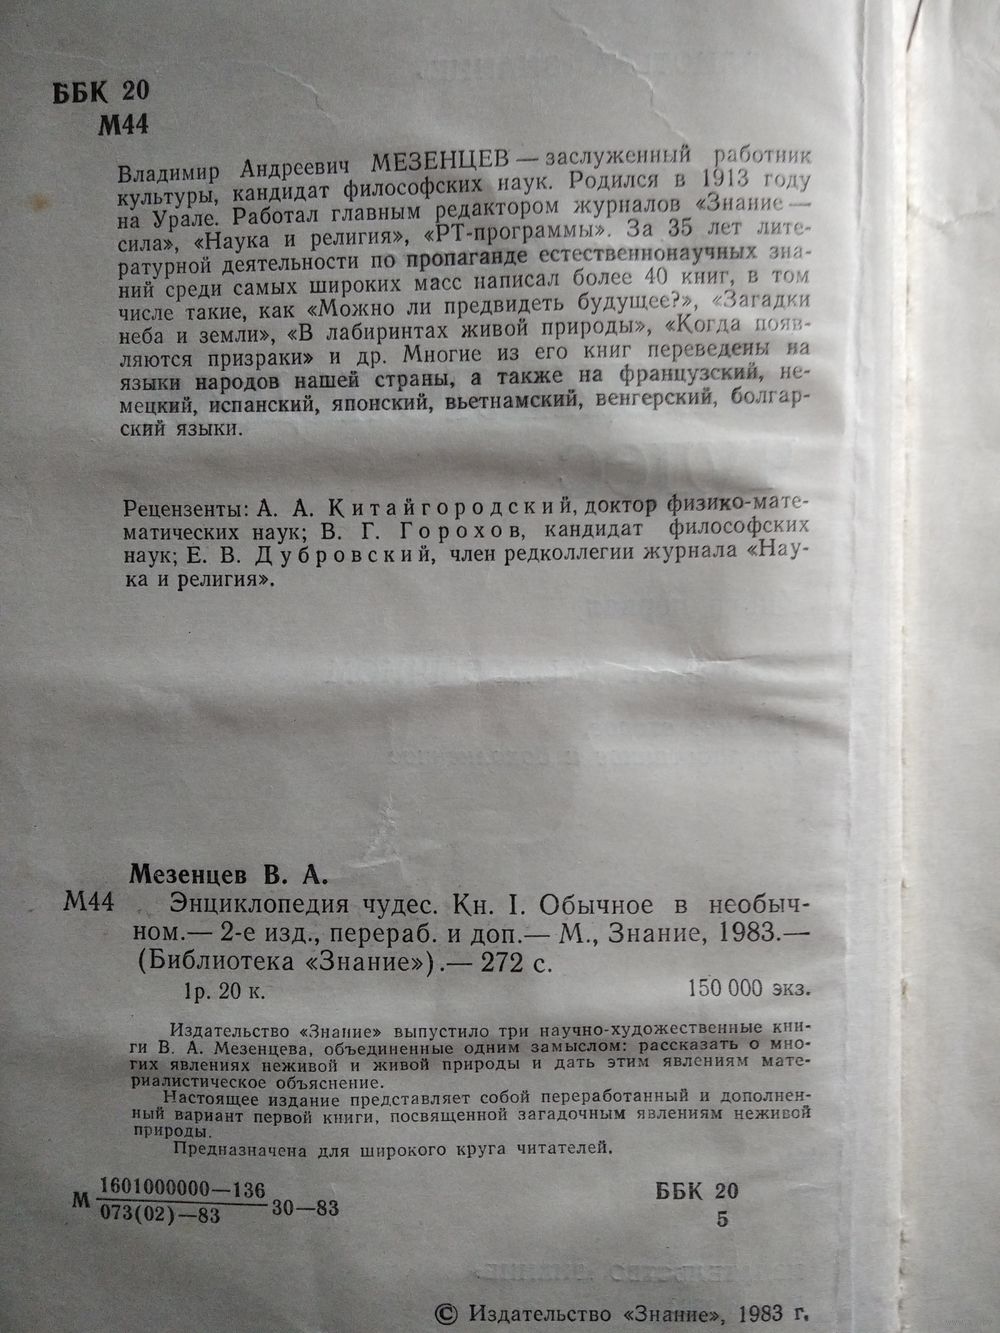 ББК 20
М44
Владимир Андреевич МЕЗЕНЦЕВ — заслуженный работник
культуры, кандидат философских наук. Родился в 1913 году
на Урале. Работал главным редактором журналов «Знание —
сила», «Наука и религия», «РТ-программы». За 35 лет лите-
ратурной деятельности по пропаганде естественнонаучных зна-
ний среди самых широких масс написал более 40 книг, в том
числе такие, как «Можно ли предвидеть будущее?», «Загадки
неба и земли», «В лабиринтах живой природы», «Когда появ-
ляются призраки» и др. Многие из его книг переведены на
языки народов нашей страны, а также на французский, не-
мецкий, испанский, японский, вьетнамский, венгерский, болгар-
ский языки.
Рецензенты: А. А. Китайгородский, доктор физико-мате-
матических наук; В. Г. Горохов, кандидат философских
наук; Е. В. Дубровский, член редколлегии журнала «Нау-
ка и религия».
Мезенцев В. А.
М44 Энциклопедия чудес. Кн. I. Обычное в необыч-
ном.— 2-е изд., перераб. и доп.— М., Знание, 1983.—
(Библиотека «Знание»).— 272 с.
1р. 20 к. 150 000 экз.
Издательство «Знание» выпустило три научно-художественные кни-
ги В. А. Мезенцева, объединенные одним замыслом: рассказать о мно-
гих явлениях неживой и живой природы и дать этим явлениям мате-
риалистическое объяснение.
Настоящее издание представляет собой переработанный и дополнен-
ный вариант первой книги, посвященной загадочным явлениям неживой
природы.
Предназначена для широкого круга читателей.
М 1601000000—136
073(02)—83 30—83
ББК 20
5
© Издательство «Знание», 1983 г.